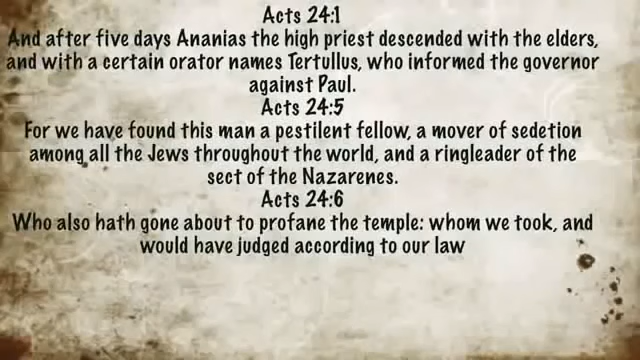 Acts 24:1
And after five days Ananias the high priest descended with the elders,
and with a certain orator names Tertullus, who informed the governor
against Paul.
Acts 24:5
For we have found this man a pestilent fellow, a mover of sedetion
among all the Jews throughout the world, and a ringleader of the
sect of the Nazarenes.
Acts 24:6
Who also hath gone about to profane the temple: whom we took, and
would have judged according to our law